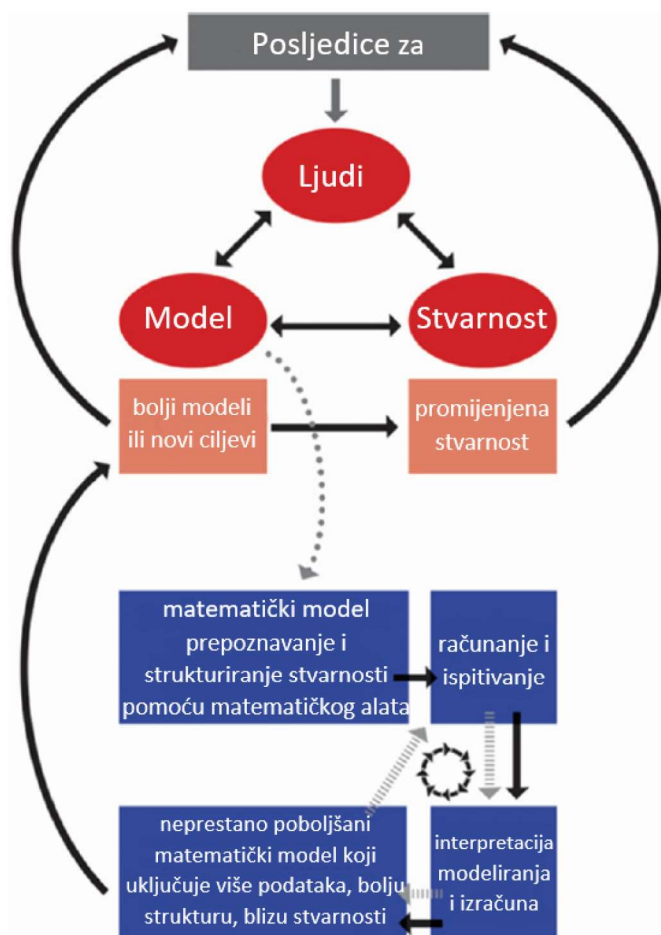 Posljedice za
Ljudi
Model
Stvarnost
bolji modeli
ili novi ciljevi
promijenjena
stvarnost
matematički model
prepoznavanje i
strukturiranje stvarnosti
pomoću matematičkog alata
računanje i
ispitivanje
neprestano poboljšani
matematički model koji
uključuje više podataka, bolju
strukturu, blizu stvarnosti
interpretacija
modeliranja
i izračuna